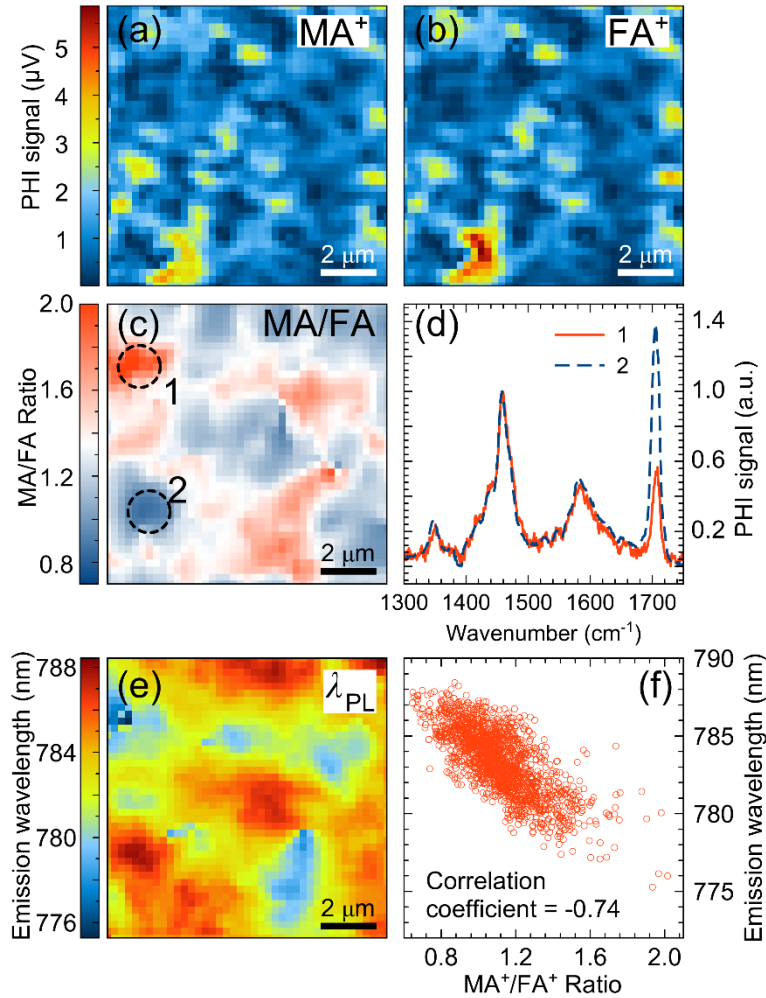 (a)
MA+
(b)
FA+
PHI signal (μV)
5
4
3
2
1
2 μm
2 μm
(c)
MA/FA
MA/FA Ratio
2.0
1.6
1.2
0.8
1
2
2 μm
(d)
1
2
1.4
1.0
0.6
0.2
PHI signal (a.u.)
1300 1400 1500 1600 1700
Wavenumber (cm-1)
(e)
λPL
Emission wavelength (nm)
788
784
780
776
2 μm
(f)
790
785
780
775
Emission wavelength (nm)
Correlation
coefficient = -0.74
0.8 1.2 1.6 2.0
MA+/FA+ Ratio